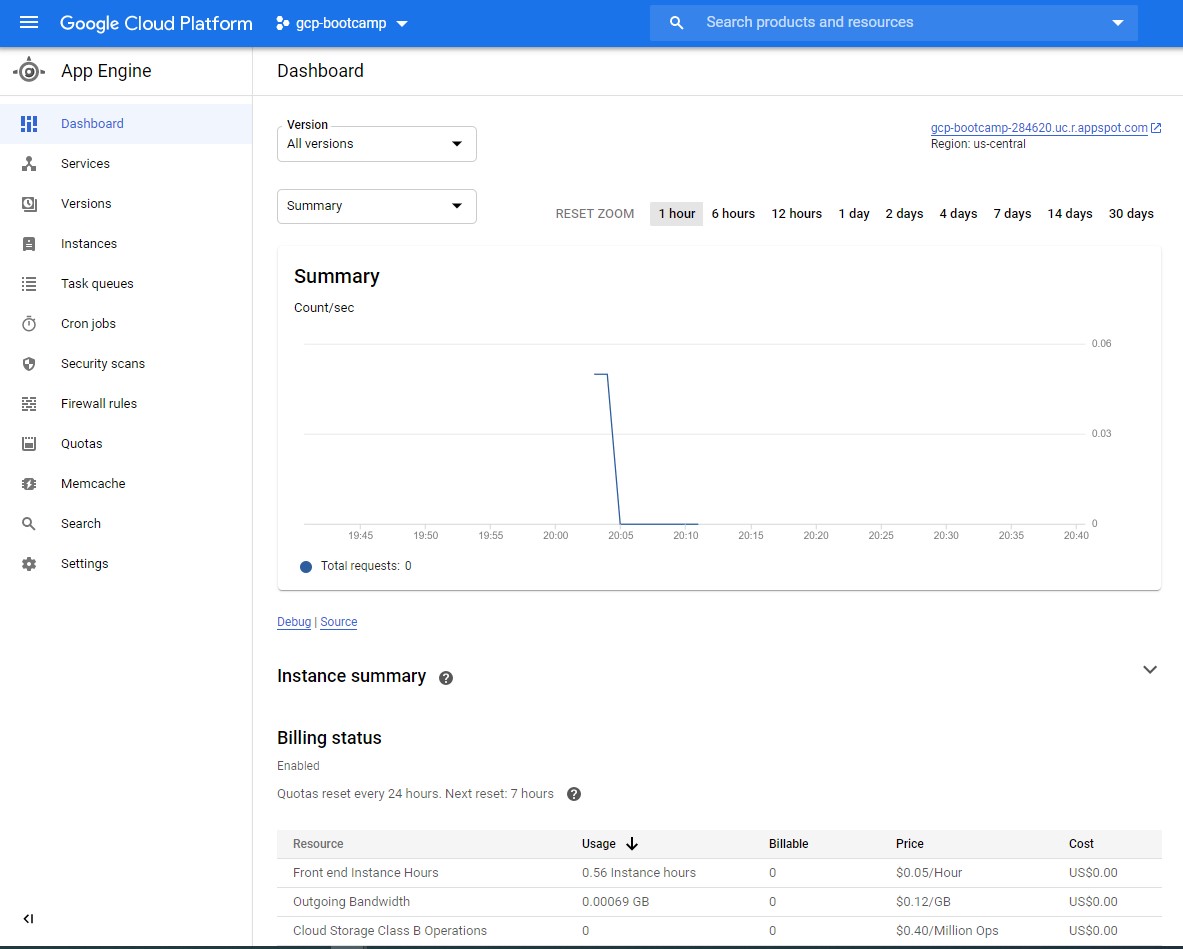 Google Cloud Platform gcp-bootcamp Search products and resources
App Engine
Dashboard
Dashboard
Services
Versions
Instances
Task queues
Cron jobs
Security scans
Firewall rules
Quotas
Memcache
Search
Settings
Version
All versions
gcp-bootcamp-284620.uc.r.appspot.com
Region: us-central
Summary
RESET ZOOM 1 hour 6 hours 12 hours 1 day 2 days 4 days 7 days 14 days 30 days
Summary
Count/sec
0.06
0.03
0
19:45 19:50 19:55 20:00 20:05 20:10 20:15 20:20 20:25 20:30 20:35 20:40
Total requests: 0
Debug | Source
Instance summary ?
Billing status
Enabled
Quotas reset every 24 hours. Next reset: 7 hours ?
Resource Usage Billable Price Cost
Front end Instance Hours 0.56 Instance hours 0 $0.05/Hour US$0.00
Outgoing Bandwidth 0.00069 GB 0 $0.12/GB US$0.00
Cloud Storage Class B Operations 0 0 $0.40/Million Ops US$0.00